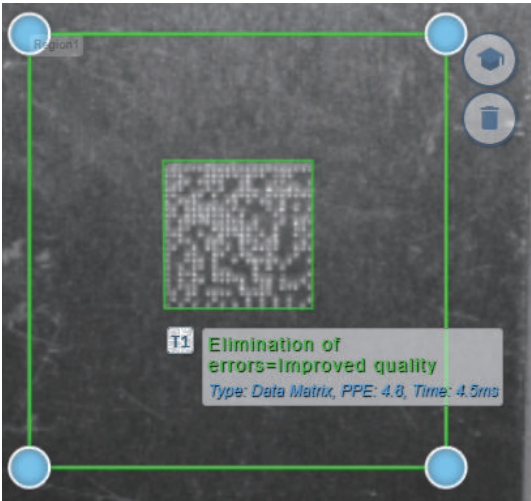 Region1
T1
Elimination of
errors=Improved quality
Type: Data Matrix, PPE: 4.6, Time: 4.5ms